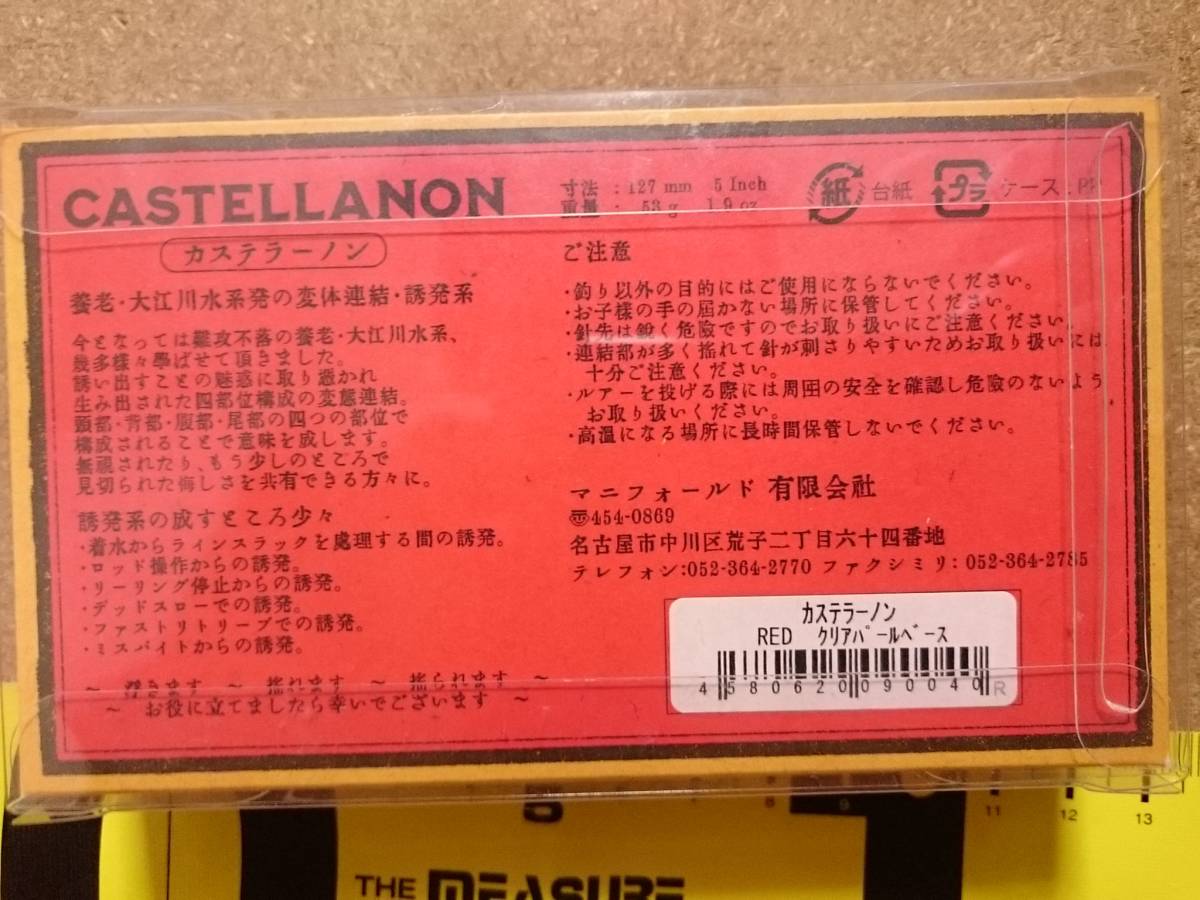 CASTELLANON
カステラーノン
養老・大江川水系発の変体連結・誘発系
今となっては難攻不落の養老・大江川水系、
幾多様々學ばせて頂きました。
誘い出すことの魅惑に取り憑かれ
生み出された四部位構成の変態連結。
頸部・背部・腹部・尾部の四つの部位で
構成されることで意味を成します。
無視されたり、もう少しのところで
見切られた悔しさを共有できる方々に。
誘発系の成すところ少々
・着水からラインスラックを處理する間の誘発。
・ロッド操作からの誘発。
・リーリング停止からの誘発。
・デッドスローでの誘発。
・ファストリトリーブでの誘発。
・ミスバイトからの誘発。
～ 浮きます ～ 揺れます ～ 揺られます ～
～ お役に立てましたら幸いでございます ～
寸法 : 127 mm 5 Inch
重量 : 53 g 1.9 oz
紙 台紙 プラ ケース : PP
ご注意
・釣り以外の目的にはご使用にならないでください。
・お子様の手の届かない場所に保管してください。
・針先は鋭く危険ですのでお取り扱いにご注意ください。
・連結部が多く揺れて針が刺さりやすいためお取り扱いには
十分ご注意ください。
・ルアーを投げる際には周囲の安全を確認し危険のないよう
お取り扱いください。
・高温になる場所に長時間保管しないでください。
マニフォールド 有限会社
〠454-0869
名古屋市中川区荒子二丁目六十四番地
テレフォン:052-364-2770 ファクシミリ: 052-364-2785
カステラーノン
RED クリアパールベース
4580620090040
R
7 8 9 11 12 13
THE MEASURE